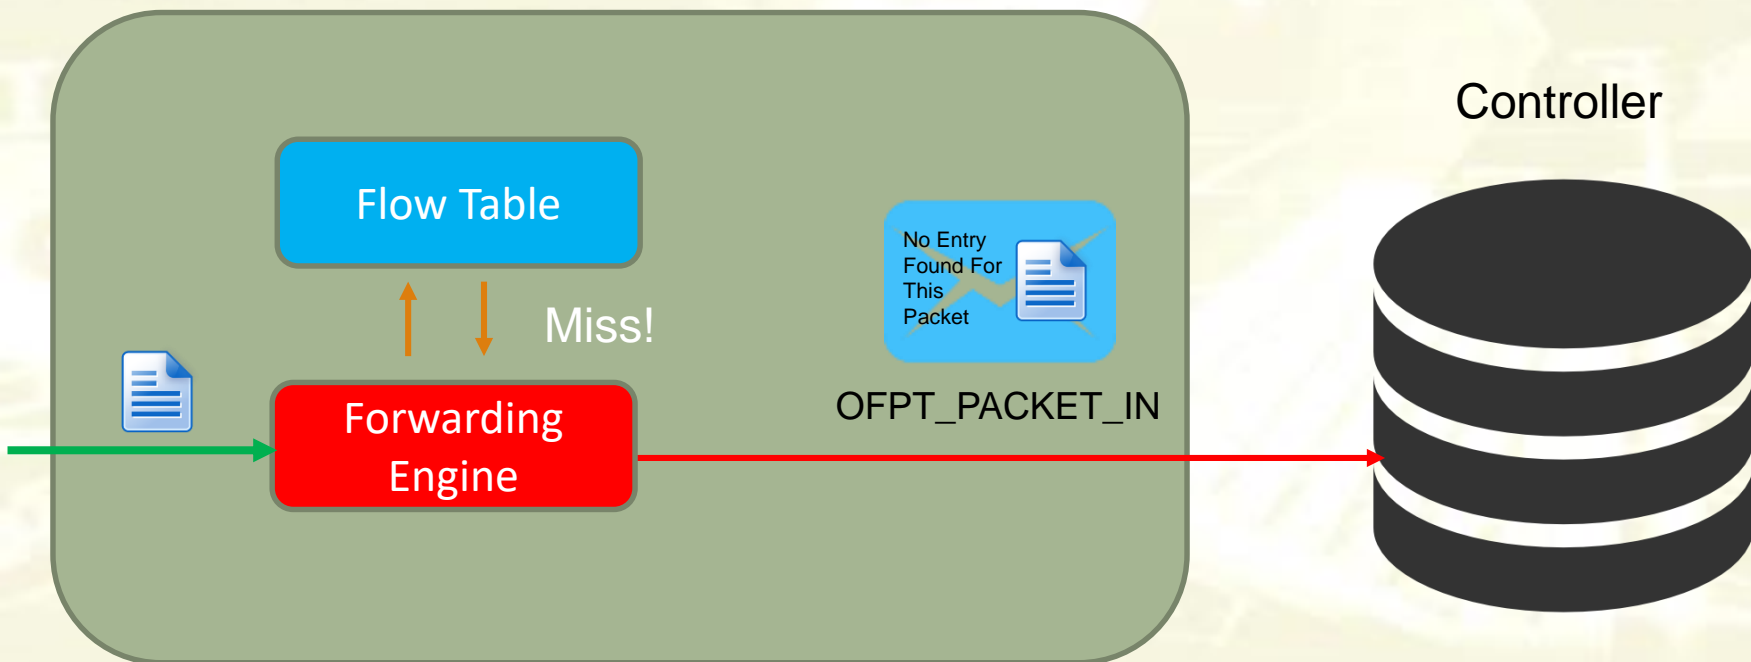 Controller
Flow Table
No Entry
Found For
This
Packet
Miss!
OFPT_PACKET_IN
Forwarding
Engine